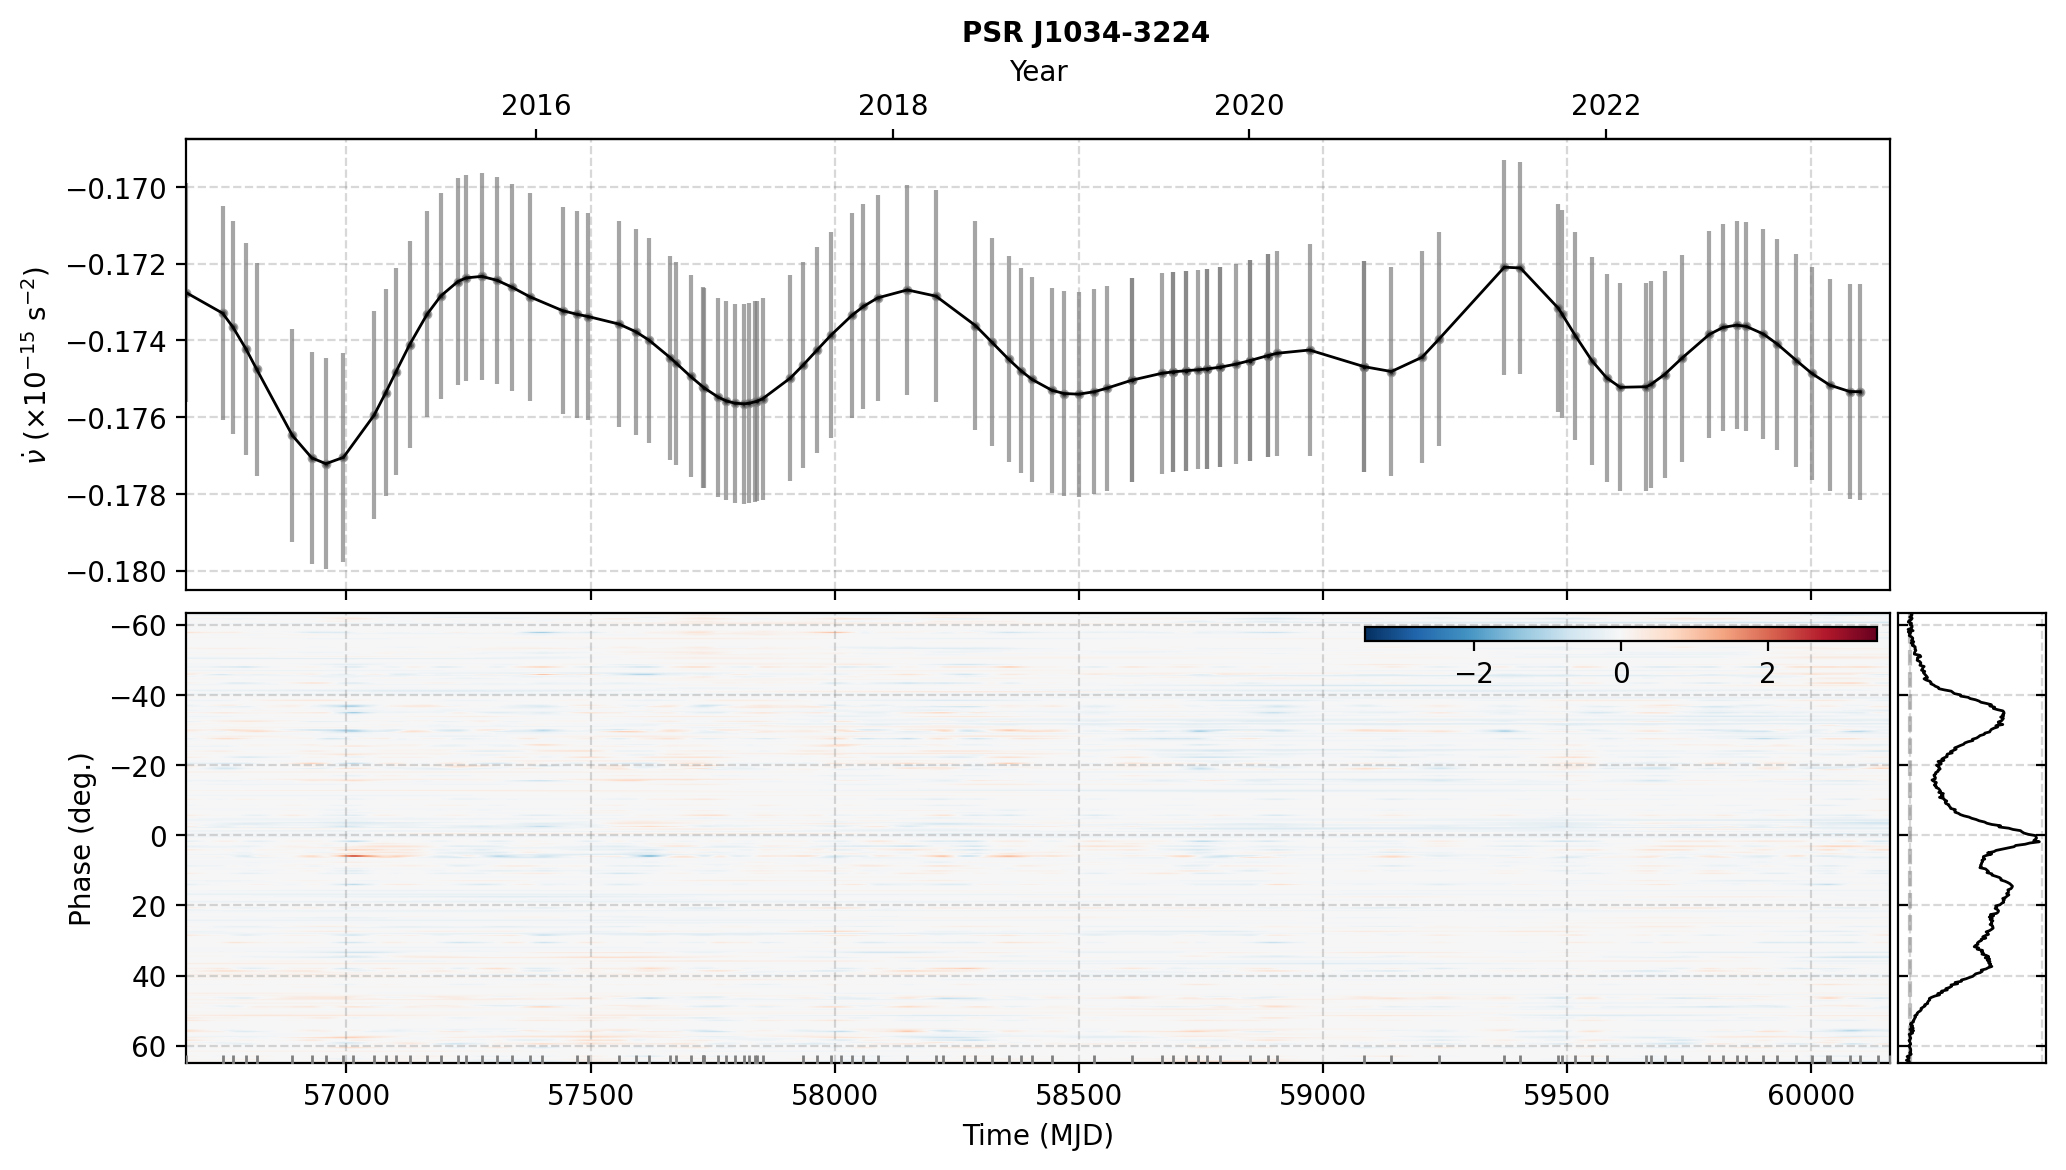 PSR J1034-3224
Year
2016 2018 2020 2022
−0.170
−0.172
−0.174
−0.176
−0.178
−0.180
ν̇ (×10⁻¹⁵ s⁻²)
−60
−40
−20
0
20
40
60
Phase (deg.)
−2 0 2
57000 57500 58000 58500 59000 59500 60000
Time (MJD)